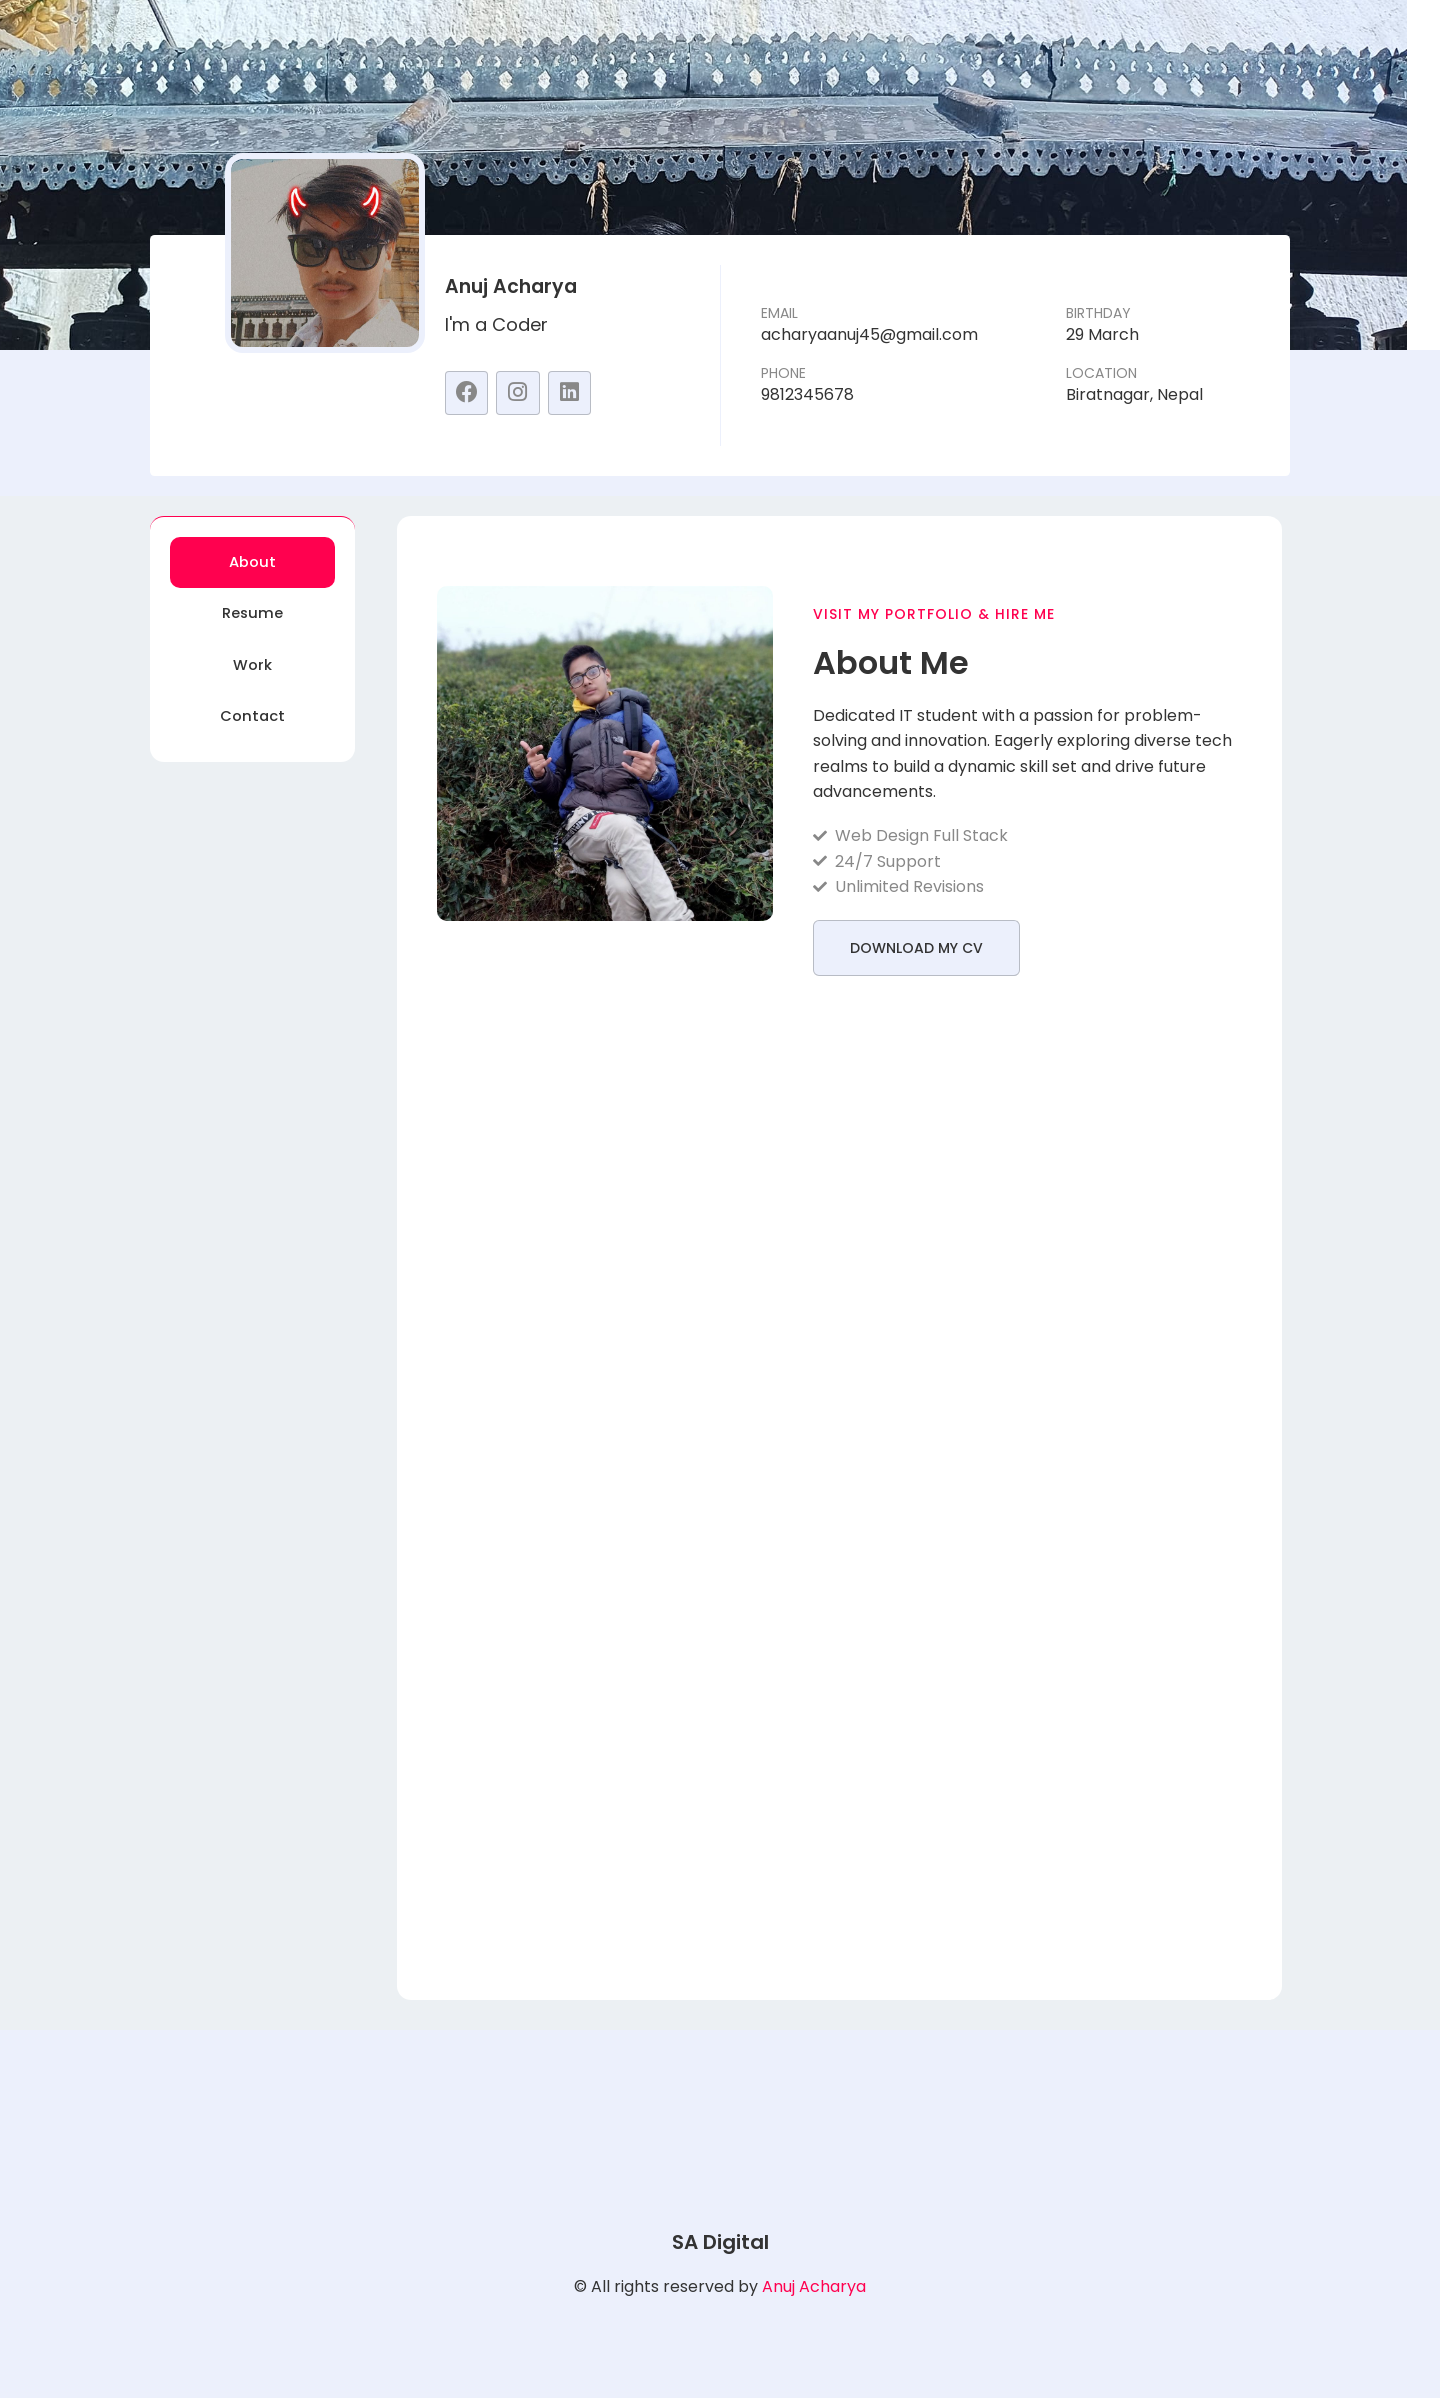 Anuj Acharya
I'm a Coder
EMAIL
acharyaanuj45@gmail.com
BIRTHDAY
29 March
PHONE
9812345678
LOCATION
Biratnagar, Nepal
About
Resume
Work
Contact
VISIT MY PORTFOLIO & HIRE ME
About Me
Dedicated IT student with a passion for problem-
solving and innovation. Eagerly exploring diverse tech
realms to build a dynamic skill set and drive future
advancements.
Web Design Full Stack
24/7 Support
Unlimited Revisions
DOWNLOAD MY CV
SA Digital
© All rights reserved by Anuj Acharya